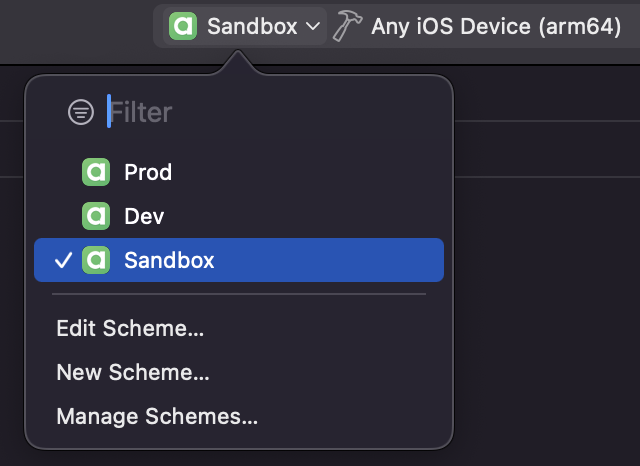 Sandbox Any iOS Device (arm64)
Filter
Prod
Dev
Sandbox
Edit Scheme...
New Scheme...
Manage Schemes...